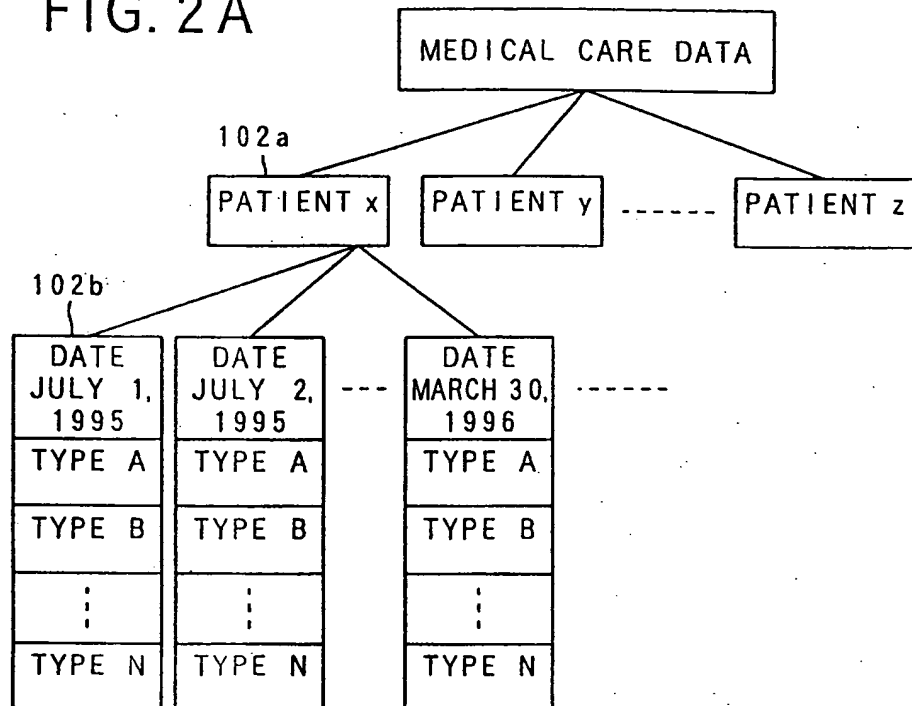 FIG. 2A
MEDICAL CARE DATA
102a
PATIENT x
PATIENT y
PATIENT z
102b
DATE
JULY 1,
1995
TYPE A
TYPE B
TYPE N
DATE
JULY 2,
1995
TYPE A
TYPE B
TYPE N
DATE
MARCH 30,
1996
TYPE A
TYPE B
TYPE N